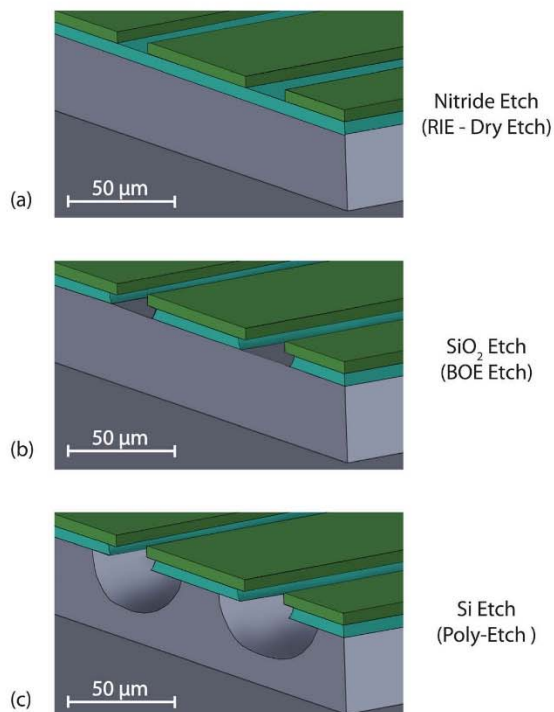 Nitride Etch
(RIE - Dry Etch)
50 μm
(a)
SiO₂ Etch
(BOE Etch)
50 μm
(b)
Si Etch
(Poly-Etch )
50 μm
(c)